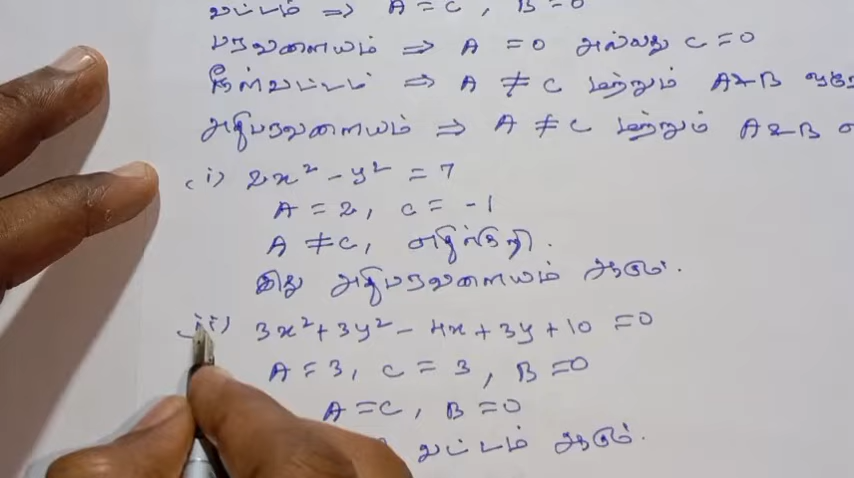 வட்டம் ⇒ A = C, B = 0
பரவளையம் ⇒ A = 0 அல்லது C = 0
நீள்வட்டம் ⇒ A ≠ C மற்றும் A & B ஒரே
அதிபரவளையம் ⇒ A ≠ C மற்றும் A & B
(i) 2x² - y² = 7
A = 2, C = -1
A ≠ C, எதிர்குறி.
இது அதிபரவளையம் ஆகும்.
ii) 3x² + 3y² - 4x + 3y + 10 = 0
A = 3, C = 3, B = 0
A = C, B = 0
வட்டம் ஆகும்.